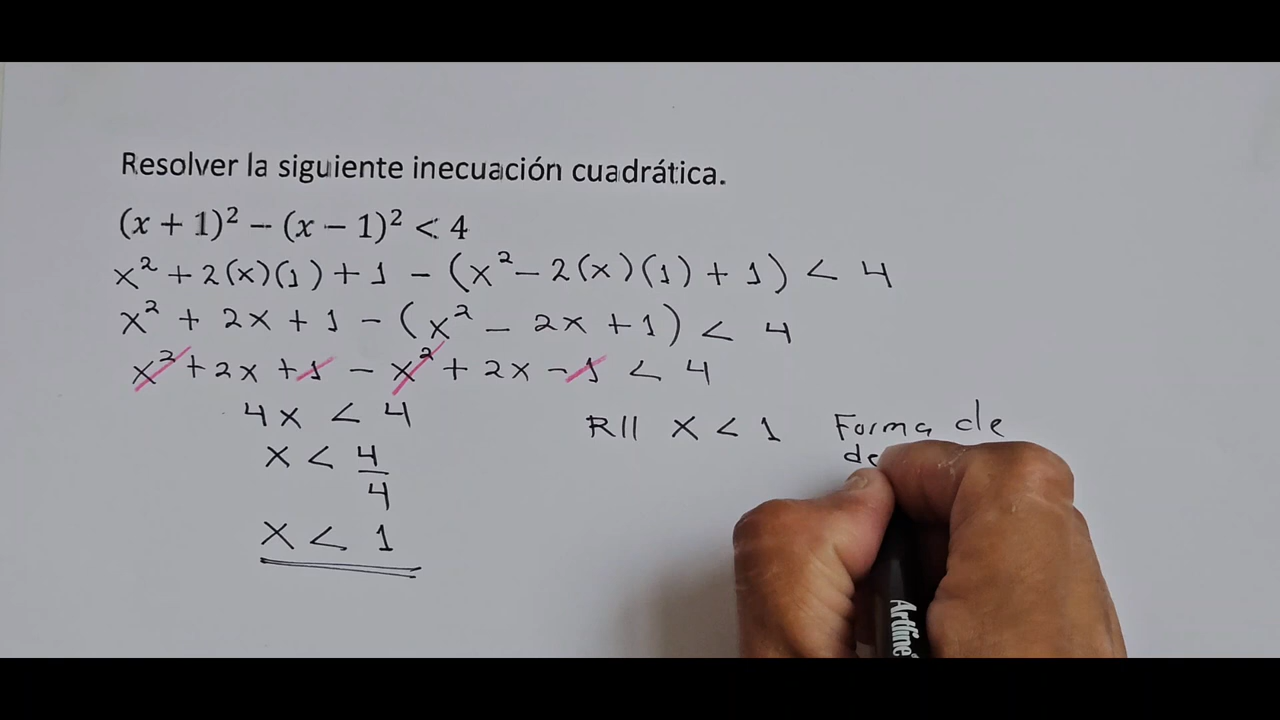 Resolver la siguiente inecuación cuadrática.
(x + 1)² − (x − 1)² < 4
x² + 2(x)(1) + 1 − (x² − 2(x)(1) + 1) < 4
x² + 2x + 1 − (x² − 2x + 1) < 4
x² + 2x + 1 − x² + 2x − 1 < 4
4x < 4
x < 4/4
x < 1
R// x < 1
Forma de
Artfine